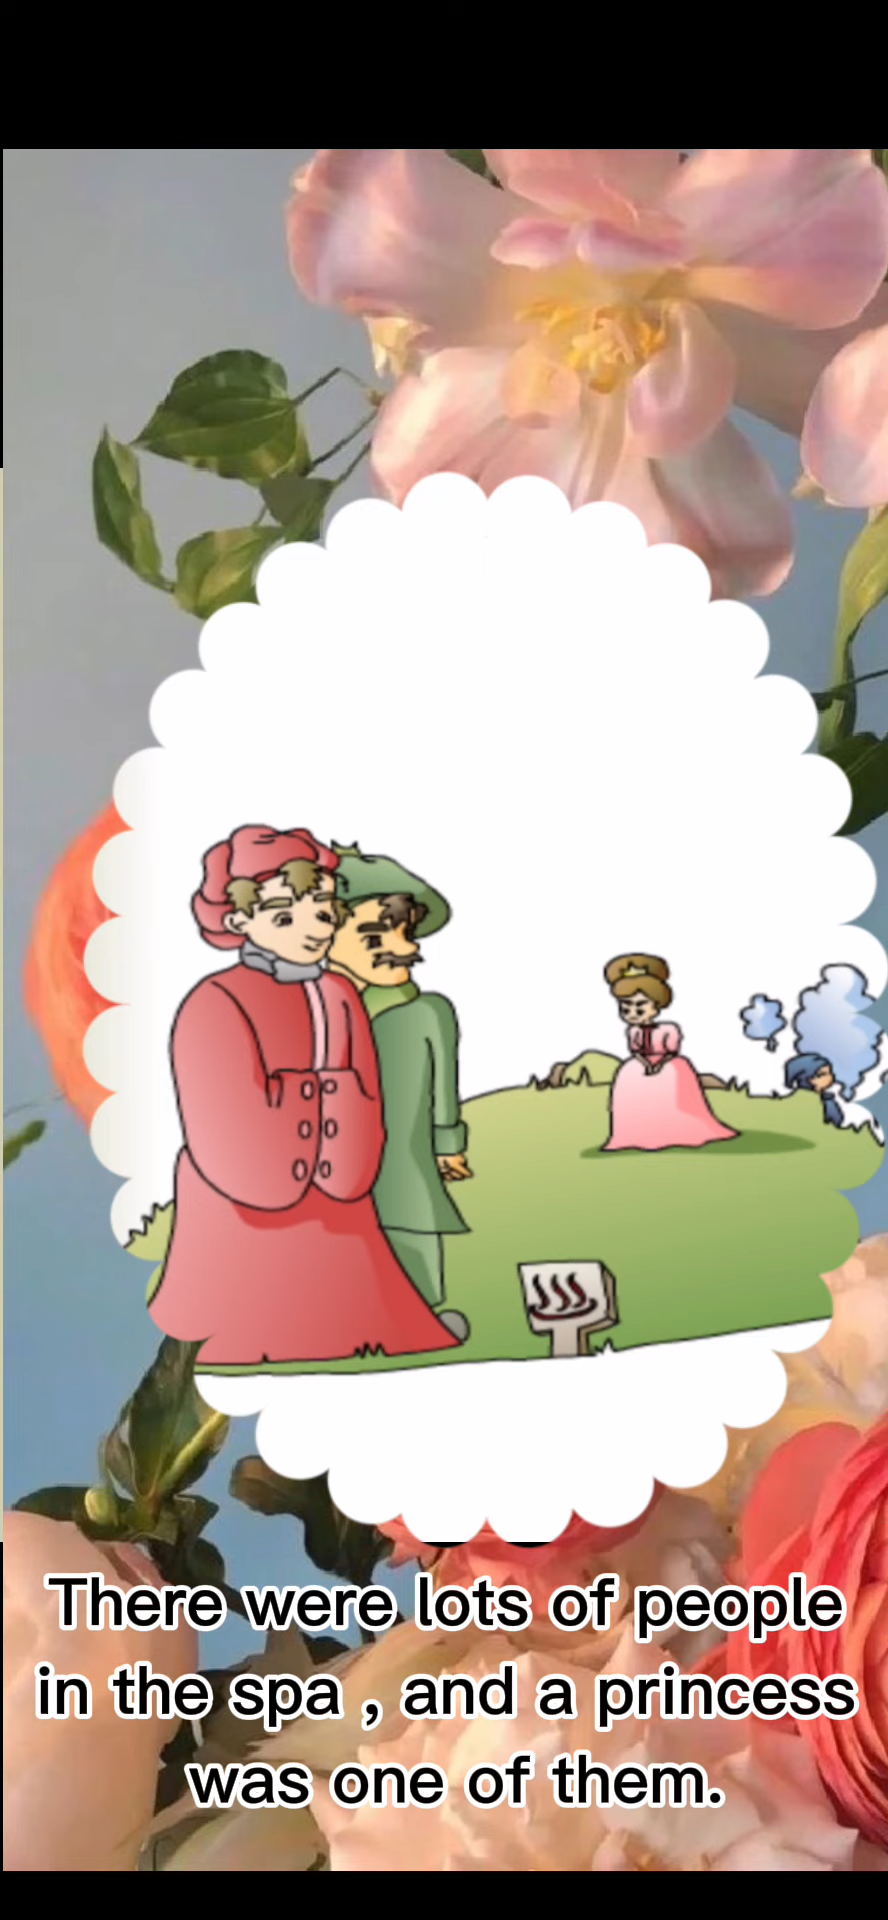 There were lots of people
in the spa , and a princess
was one of them.